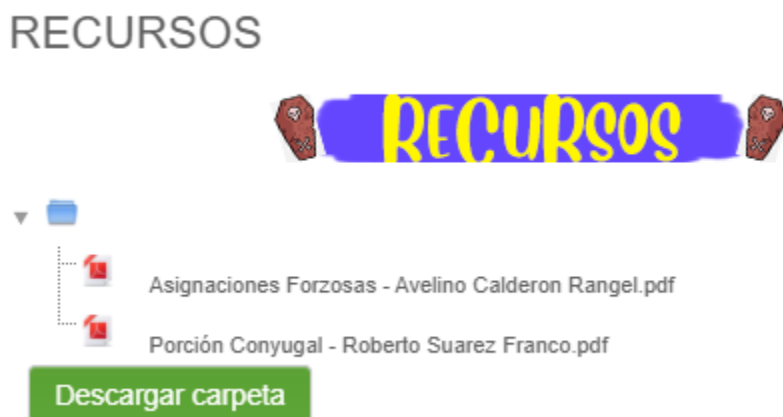 RECURSOS
RECURSOS
Asignaciones Forzosas - Avelino Calderon Rangel.pdf
Porción Conyugal - Roberto Suarez Franco.pdf
Descargar carpeta